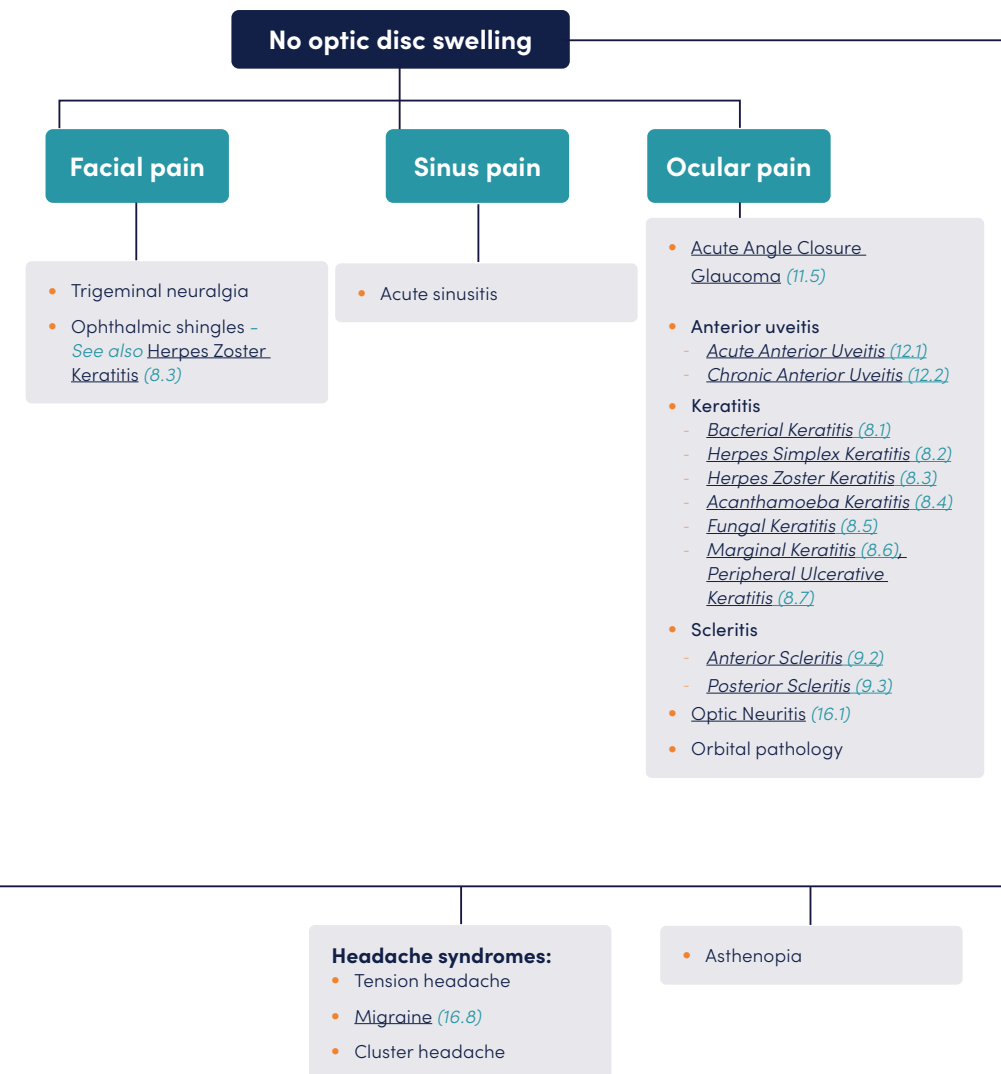 No optic disc swelling
Facial pain
Sinus pain
Ocular pain
• Trigeminal neuralgia
• Ophthalmic shingles -
See also Herpes Zoster
Keratitis (8.3)
• Acute sinusitis
• Acute Angle Closure
Glaucoma (11.5)
• Anterior uveitis
- Acute Anterior Uveitis (12.1)
- Chronic Anterior Uveitis (12.2)
• Keratitis
- Bacterial Keratitis (8.1)
- Herpes Simplex Keratitis (8.2)
- Herpes Zoster Keratitis (8.3)
- Acanthamoeba Keratitis (8.4)
- Fungal Keratitis (8.5)
- Marginal Keratitis (8.6),
Peripheral Ulcerative
Keratitis (8.7)
• Scleritis
- Anterior Scleritis (9.2)
- Posterior Scleritis (9.3)
• Optic Neuritis (16.1)
• Orbital pathology
Headache syndromes:
• Tension headache
• Migraine (16.8)
• Cluster headache
• Asthenopia